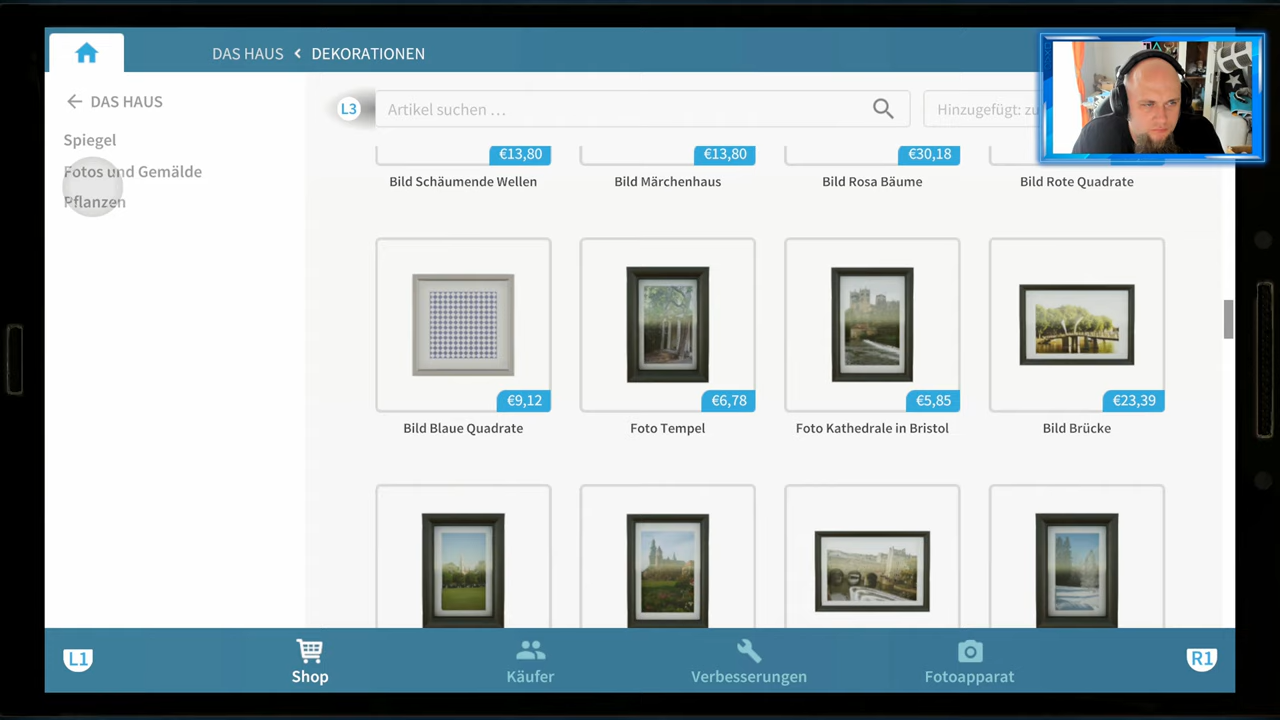 DAS HAUS < DEKORATIONEN
← DAS HAUS
Spiegel
Fotos und Gemälde
Pflanzen
L3
Artikel suchen …
Hinzugefügt: zu
€13,80
€13,80
€30,18
Bild Schäumende Wellen
Bild Märchenhaus
Bild Rosa Bäume
Bild Rote Quadrate
€9,12
€6,78
€5,85
€23,39
Bild Blaue Quadrate
Foto Tempel
Foto Kathedrale in Bristol
Bild Brücke
L1
Shop
Käufer
Verbesserungen
Fotoapparat
R1